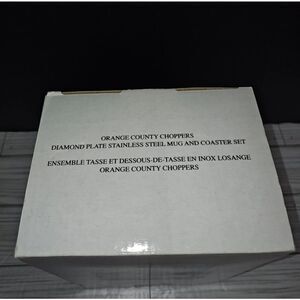 ORANGE COUNTY CHOPPERS
DIAMOND PLATE STAINLESS STEEL MUG AND COASTER SET
ENSEMBLE TASSE ET DESSOUS-DE-TASSE EN INOX LOSANGE
ORANGE COUNTY CHOPPERS